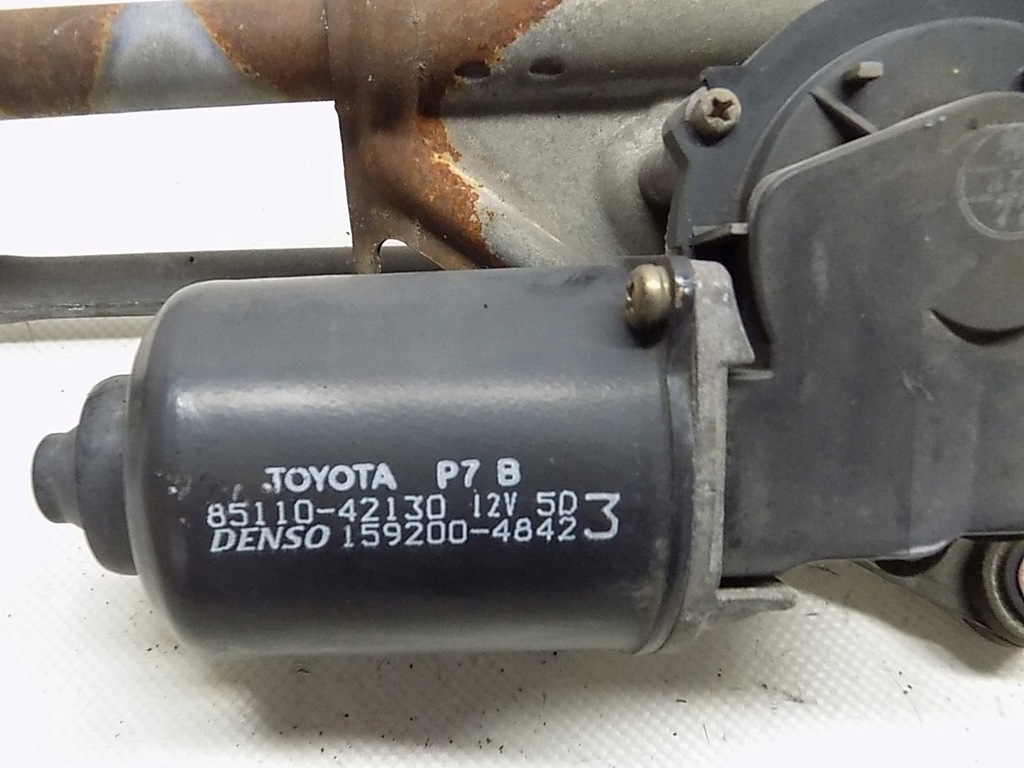 TOYOTA P7 B
85110-42130 12V 5D
DENSO 159200-4842 3